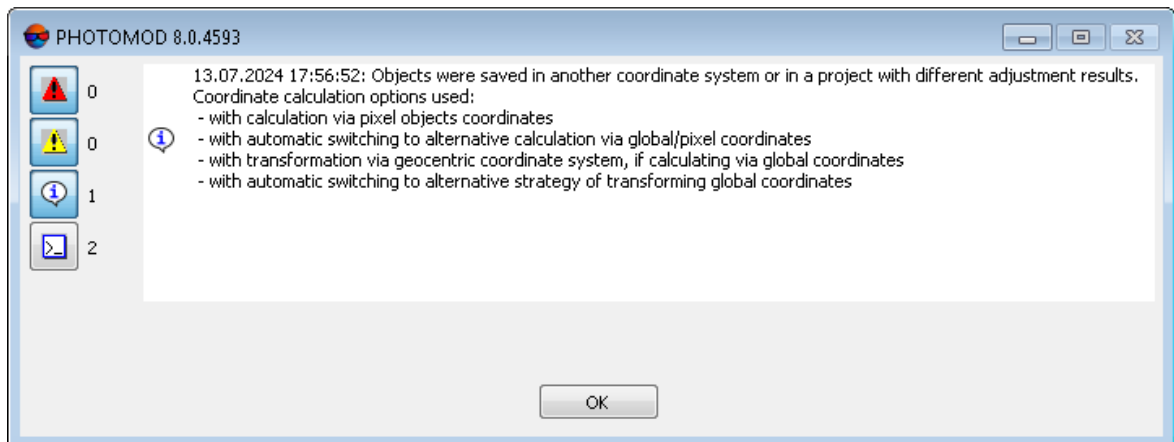 PHOTOMOD 8.0.4593
0
0
1
2
13.07.2024 17:56:52: Objects were saved in another coordinate system or in a project with different adjustment results.
Coordinate calculation options used:
- with calculation via pixel objects coordinates
- with automatic switching to alternative calculation via global/pixel coordinates
- with transformation via geocentric coordinate system, if calculating via global coordinates
- with automatic switching to alternative strategy of transforming global coordinates
OK